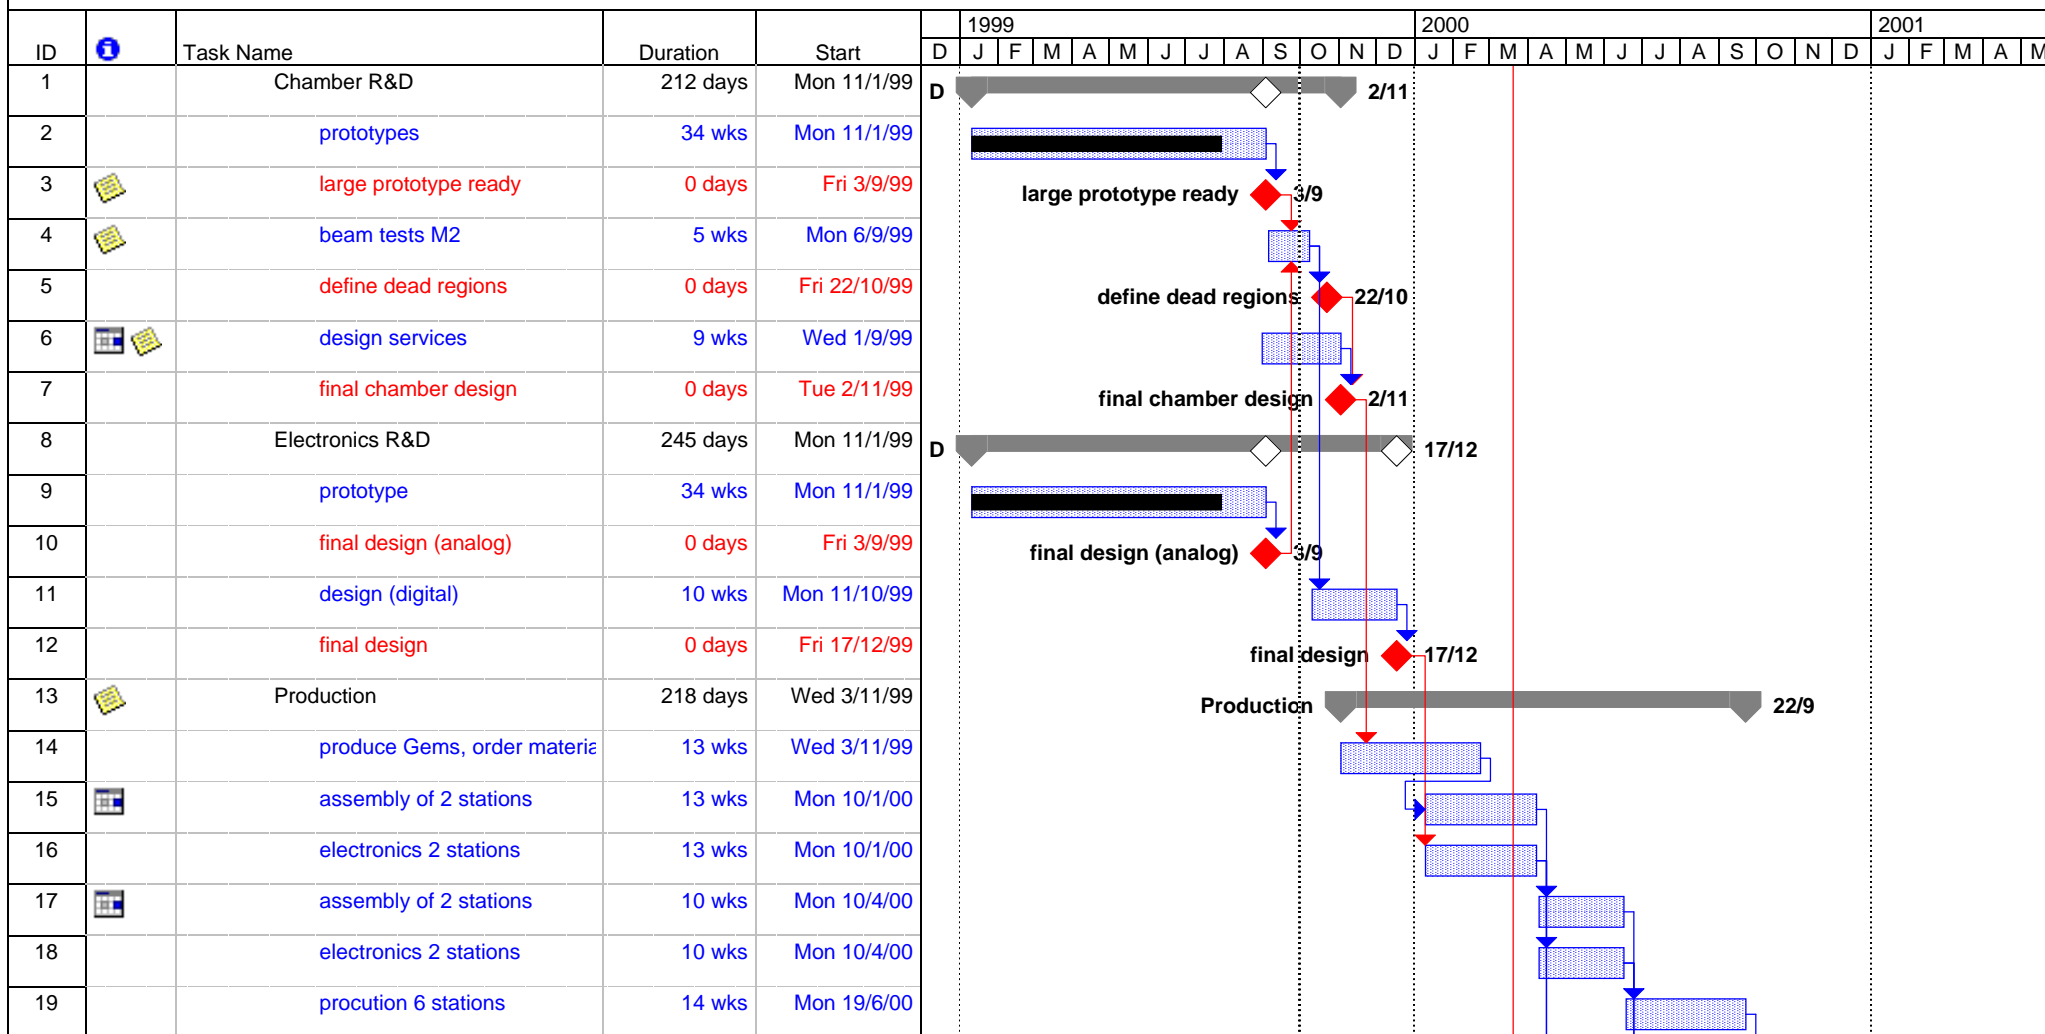 1999 2000 2001
ID Task Name Duration Start D J F M A M J J A S O N D J F M A M J J A S O N D J F M A M
1 Chamber R&D 212 days Mon 11/1/99 D 2/11
2 prototypes 34 wks Mon 11/1/99
3 large prototype ready 0 days Fri 3/9/99 large prototype ready 3/9
4 beam tests M2 5 wks Mon 6/9/99
5 define dead regions 0 days Fri 22/10/99 define dead regions 22/10
6 design services 9 wks Wed 1/9/99
7 final chamber design 0 days Tue 2/11/99 final chamber design 2/11
8 Electronics R&D 245 days Mon 11/1/99 D 17/12
9 prototype 34 wks Mon 11/1/99
10 final design (analog) 0 days Fri 3/9/99 final design (analog) 3/9
11 design (digital) 10 wks Mon 11/10/99
12 final design 0 days Fri 17/12/99 final design 17/12
13 Production 218 days Wed 3/11/99 Production 22/9
14 produce Gems, order materia 13 wks Wed 3/11/99
15 assembly of 2 stations 13 wks Mon 10/1/00
16 electronics 2 stations 13 wks Mon 10/1/00
17 assembly of 2 stations 10 wks Mon 10/4/00
18 electronics 2 stations 10 wks Mon 10/4/00
19 procution 6 stations 14 wks Mon 19/6/00